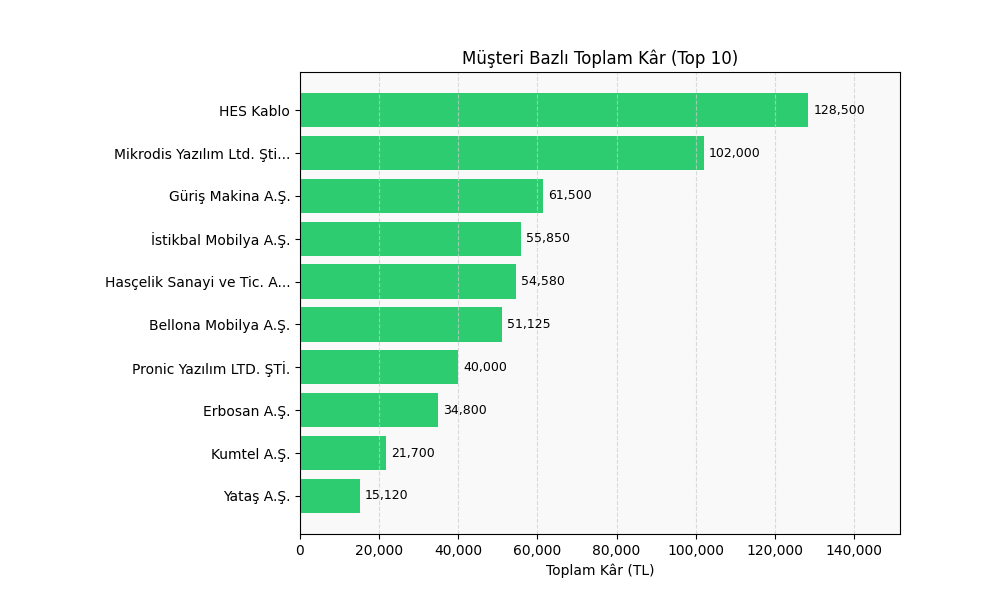 Müşteri Bazlı Toplam Kâr (Top 10)
HES Kablo 128,500
Mikrodis Yazılım Ltd. Şti... 102,000
Güriş Makina A.Ş. 61,500
İstikbal Mobilya A.Ş. 55,850
Hasçelik Sanayi ve Tic. A... 54,580
Bellona Mobilya A.Ş. 51,125
Pronic Yazılım LTD. ŞTİ. 40,000
Erbosan A.Ş. 34,800
Kumtel A.Ş. 21,700
Yataş A.Ş. 15,120
0 20,000 40,000 60,000 80,000 100,000 120,000 140,000
Toplam Kâr (TL)